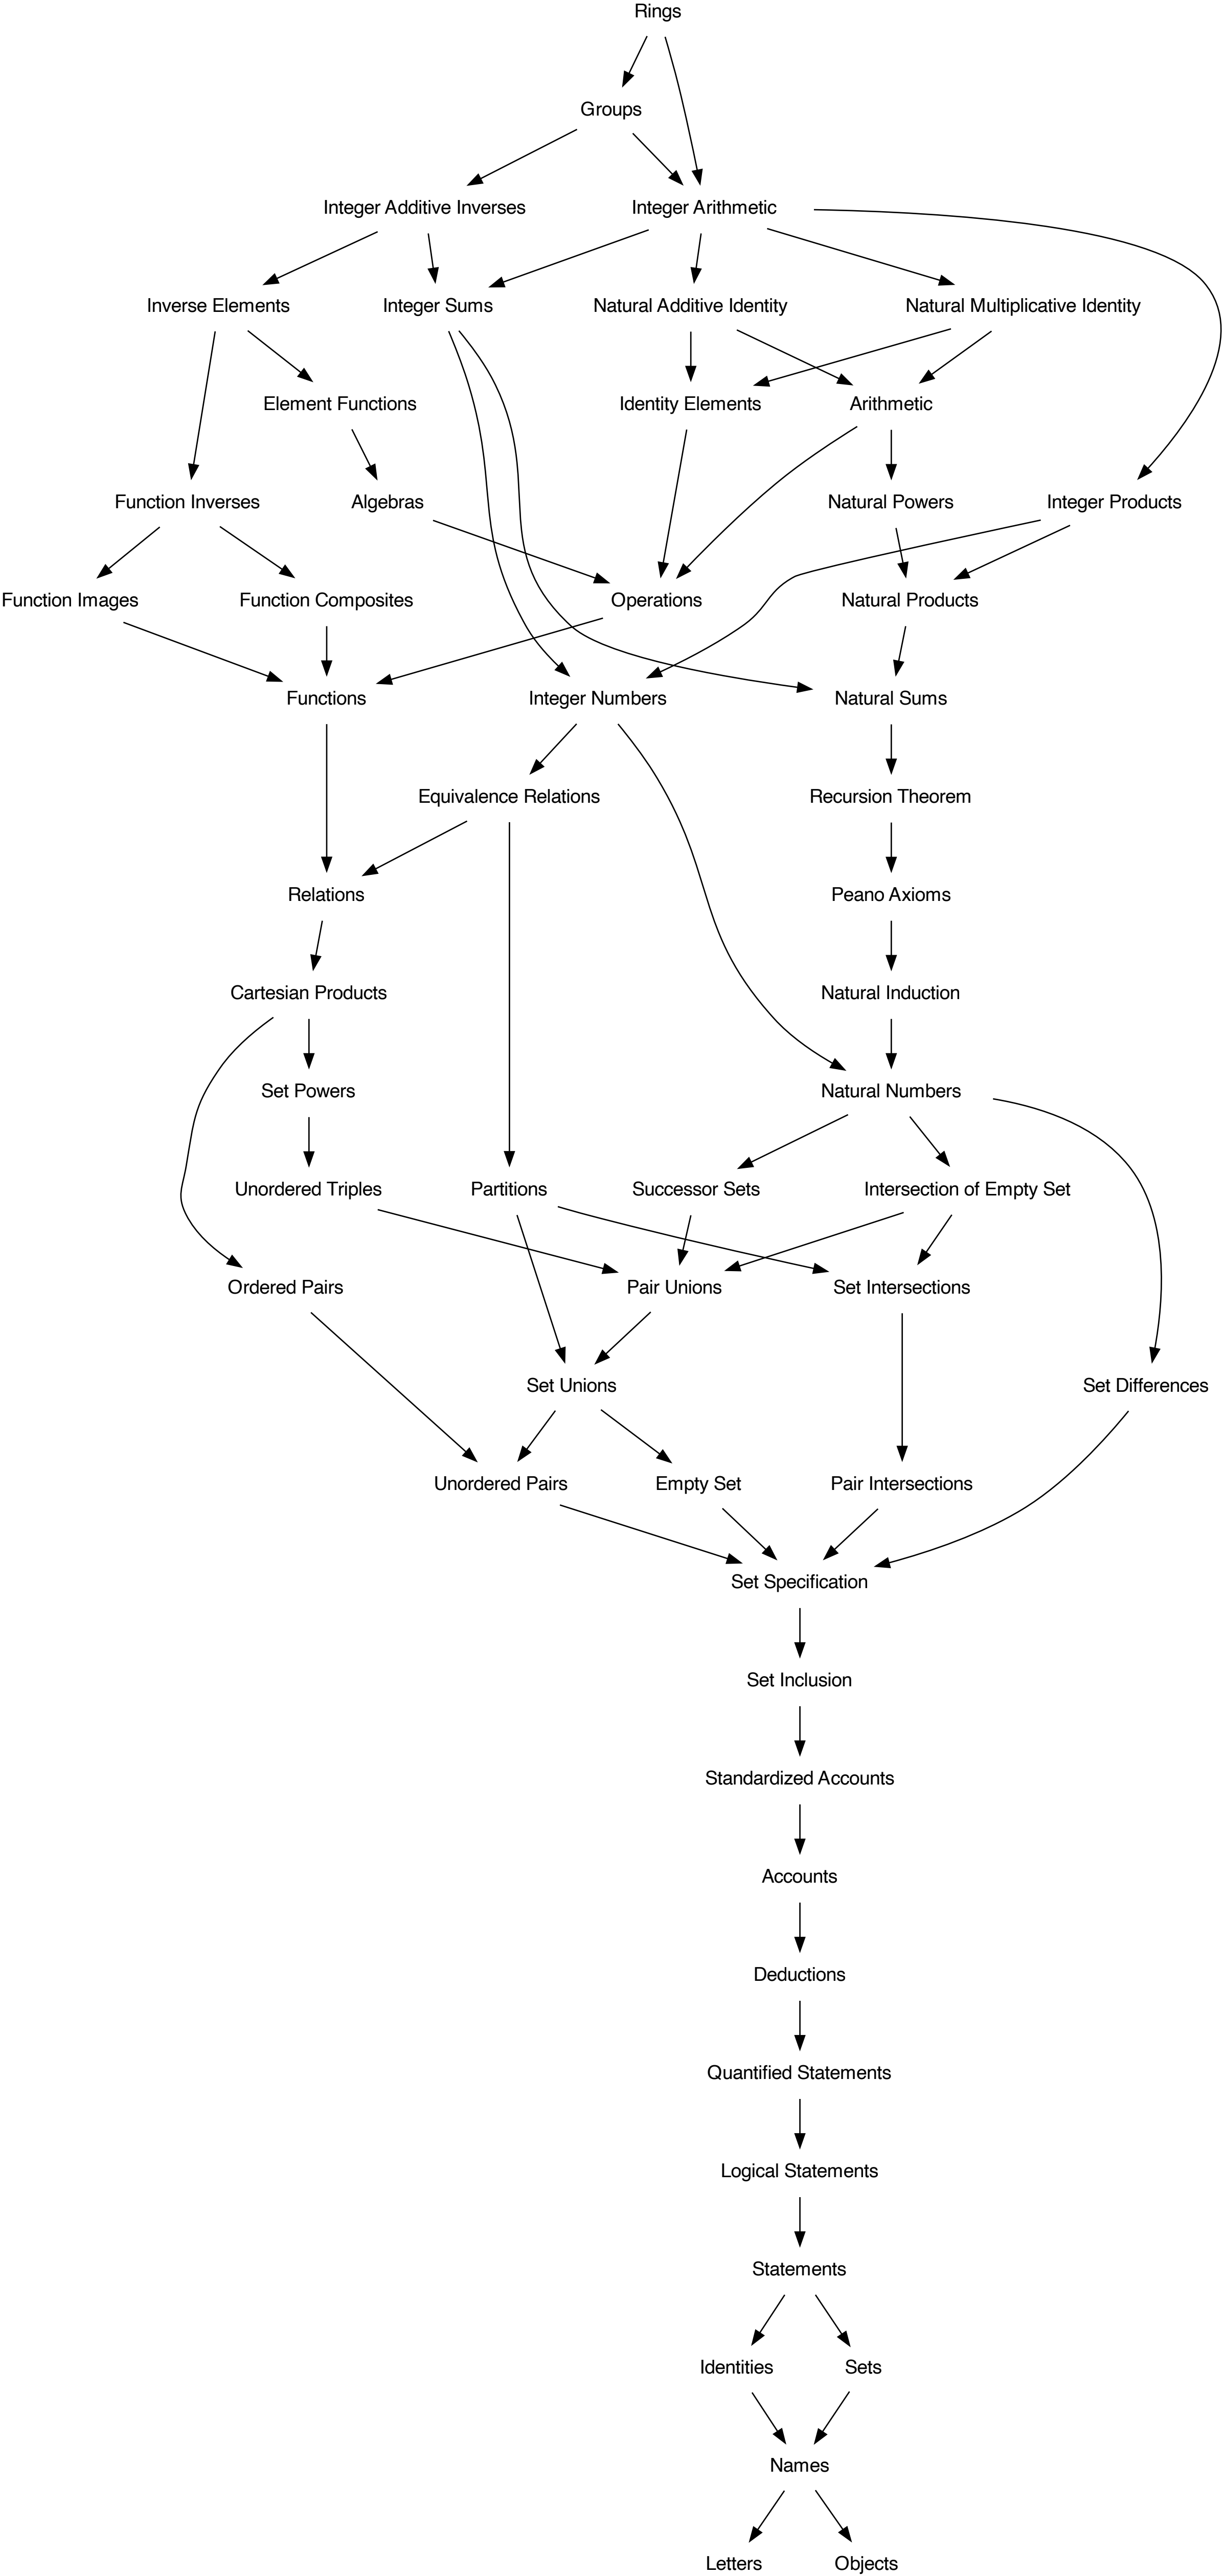 Rings
Groups
Integer Additive Inverses
Integer Arithmetic
Inverse Elements
Integer Sums
Natural Additive Identity
Natural Multiplicative Identity
Element Functions
Identity Elements
Arithmetic
Function Inverses
Algebras
Natural Powers
Integer Products
Function Images
Function Composites
Operations
Natural Products
Functions
Integer Numbers
Natural Sums
Equivalence Relations
Recursion Theorem
Relations
Peano Axioms
Cartesian Products
Natural Induction
Set Powers
Natural Numbers
Unordered Triples
Partitions
Successor Sets
Intersection of Empty Set
Ordered Pairs
Pair Unions
Set Intersections
Set Unions
Set Differences
Unordered Pairs
Empty Set
Pair Intersections
Set Specification
Set Inclusion
Standardized Accounts
Accounts
Deductions
Quantified Statements
Logical Statements
Statements
Identities
Sets
Names
Letters
Objects